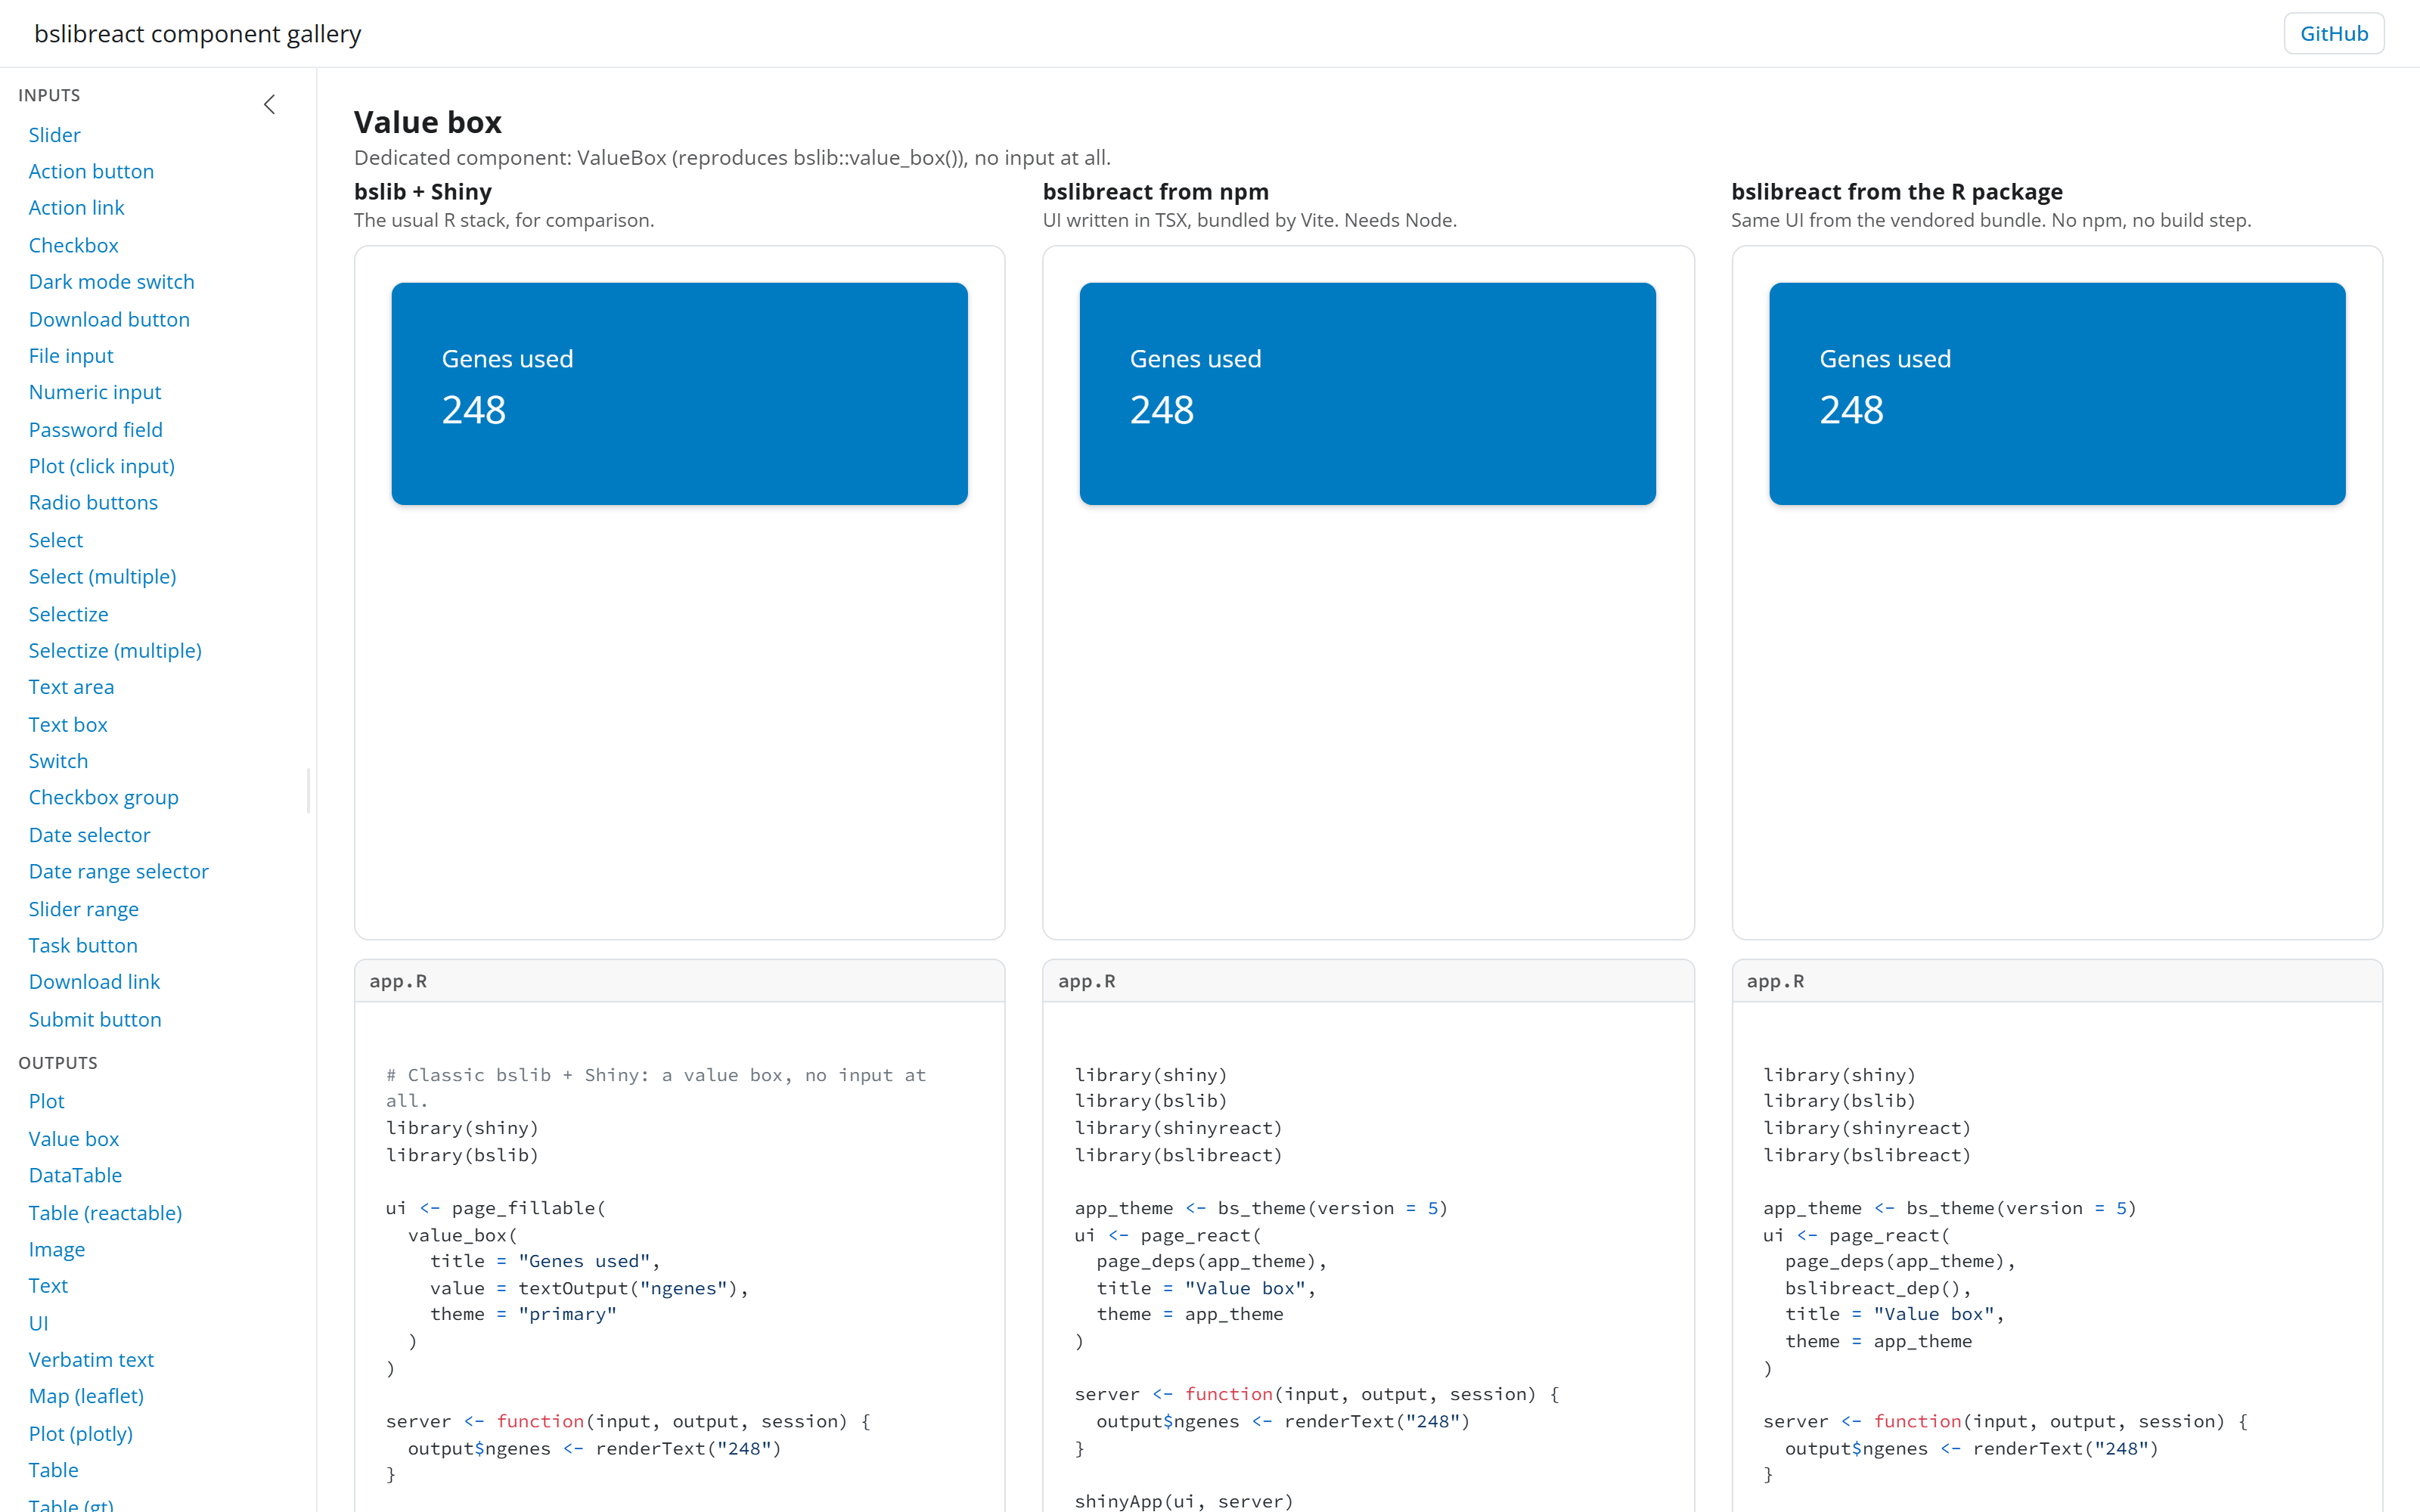 bslibreact component gallery
GitHub
INPUTS
Slider
Action button
Action link
Checkbox
Dark mode switch
Download button
File input
Numeric input
Password field
Plot (click input)
Radio buttons
Select
Select (multiple)
Selectize
Selectize (multiple)
Text area
Text box
Switch
Checkbox group
Date selector
Date range selector
Slider range
Task button
Download link
Submit button
OUTPUTS
Plot
Value box
DataTable
Table (reactable)
Image
Text
UI
Verbatim text
Map (leaflet)
Plot (plotly)
Table
Table (gt)
Value box
Dedicated component: ValueBox (reproduces bslib::value_box()), no input at all.
bslib + Shiny
The usual R stack, for comparison.
Genes used
248
app.R
# Classic bslib + Shiny: a value box, no input at
all.
library(shiny)
library(bslib)
ui <- page_fillable(
  value_box(
    title = "Genes used",
    value = textOutput("ngenes"),
    theme = "primary"
  )
)
server <- function(input, output, session) {
  output$ngenes <- renderText("248")
}
bslibreact from npm
UI written in TSX, bundled by Vite. Needs Node.
Genes used
248
app.R
library(shiny)
library(bslib)
library(shinyreact)
library(bslibreact)
app_theme <- bs_theme(version = 5)
ui <- page_react(
  page_deps(app_theme),
  title = "Value box",
  theme = app_theme
)
server <- function(input, output, session) {
  output$ngenes <- renderText("248")
}
shinyApp(ui, server)
bslibreact from the R package
Same UI from the vendored bundle. No npm, no build step.
Genes used
248
app.R
library(shiny)
library(bslib)
library(shinyreact)
library(bslibreact)
app_theme <- bs_theme(version = 5)
ui <- page_react(
  page_deps(app_theme),
  bslibreact_dep(),
  title = "Value box",
  theme = app_theme
)
server <- function(input, output, session) {
  output$ngenes <- renderText("248")
}